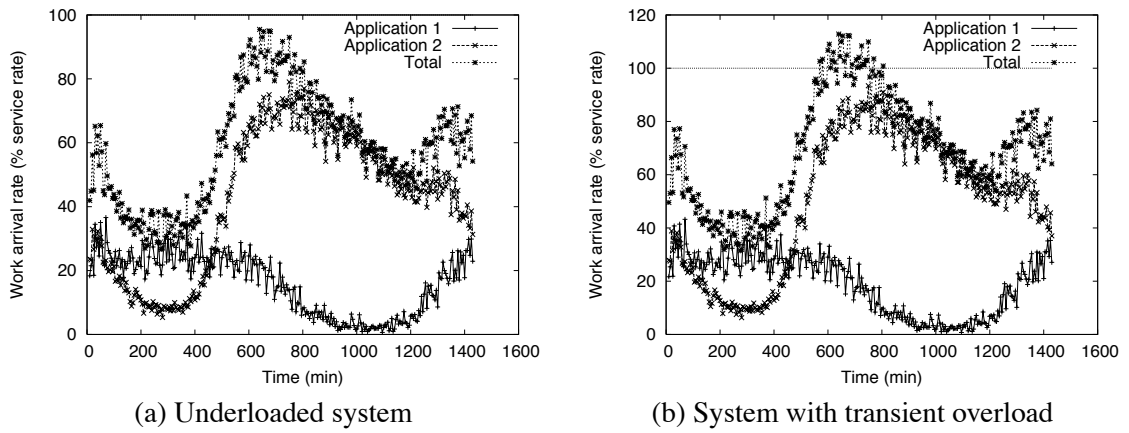 100
80
60
40
20
0
Work arrival rate (% service rate)
0 200 400 600 800 1000 1200 1400 1600
Time (min)
Application 1
Application 2
Total
(a) Underloaded system
120
100
80
60
40
20
0
Work arrival rate (% service rate)
0 200 400 600 800 1000 1200 1400 1600
Time (min)
Application 1
Application 2
Total
(b) System with transient overload